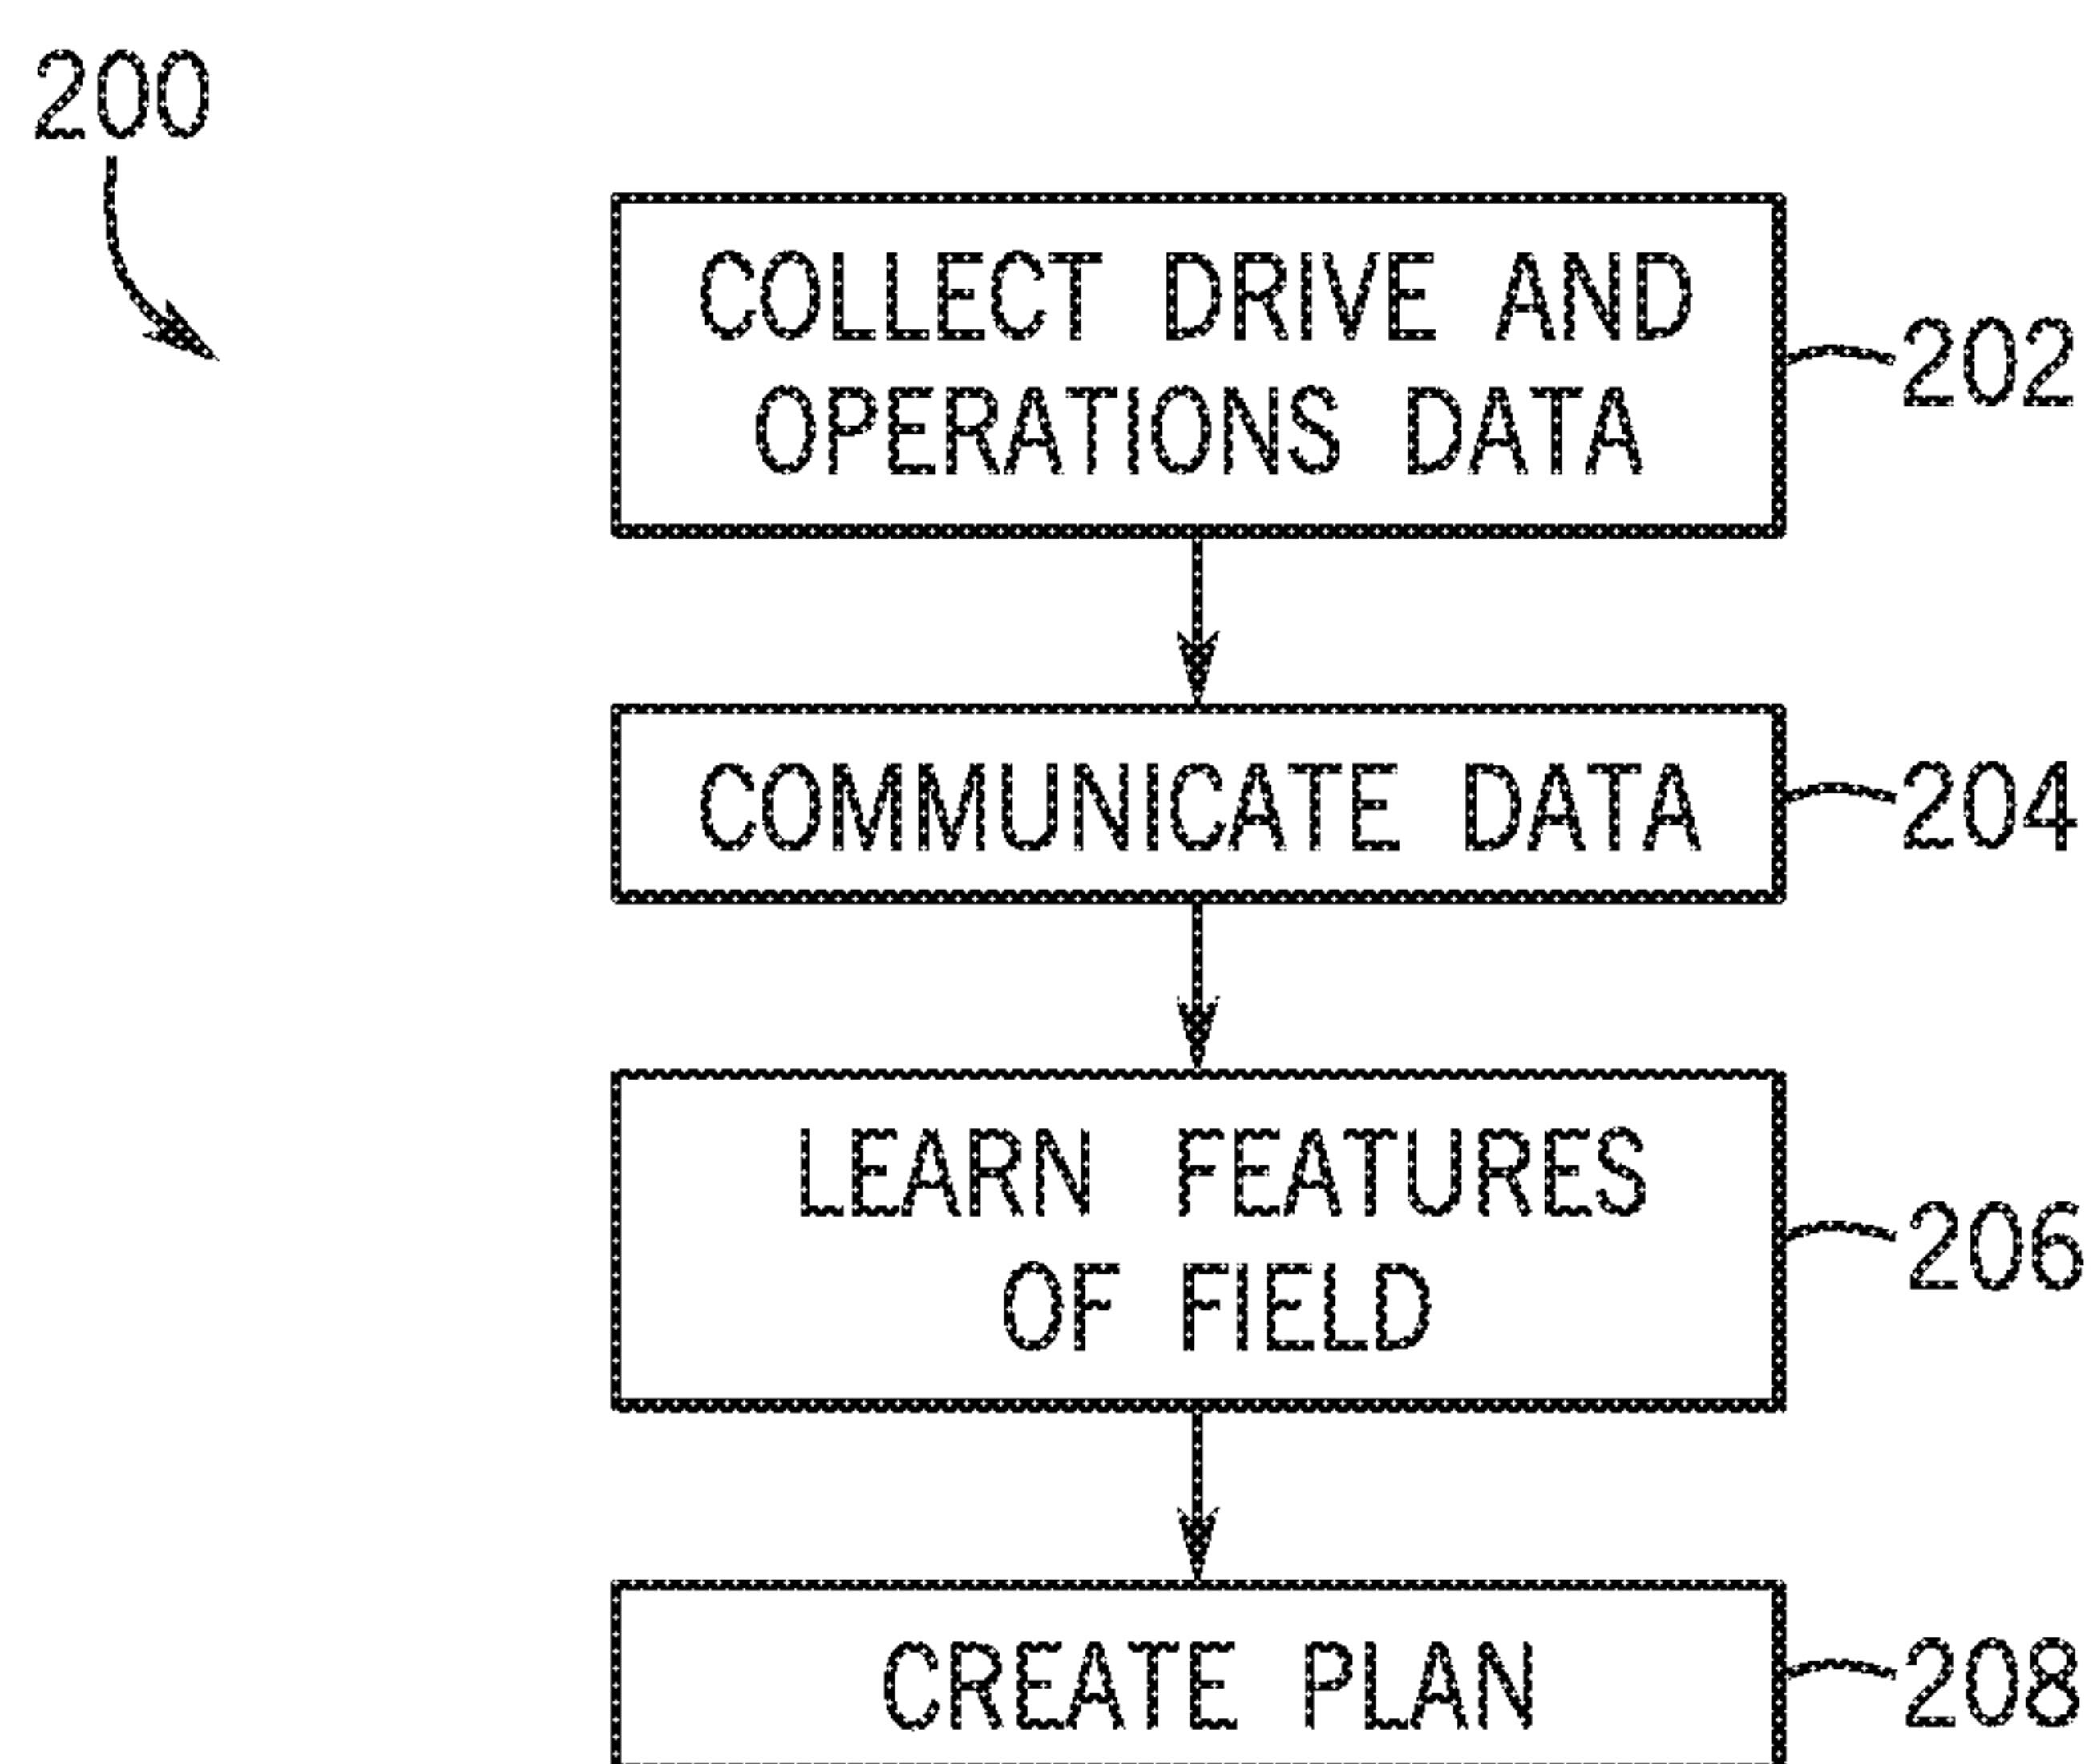 200
COLLECT DRIVE AND
OPERATIONS DATA
202
COMMUNICATE DATA
204
LEARN FEATURES
OF FIELD
206
CREATE PLAN
208